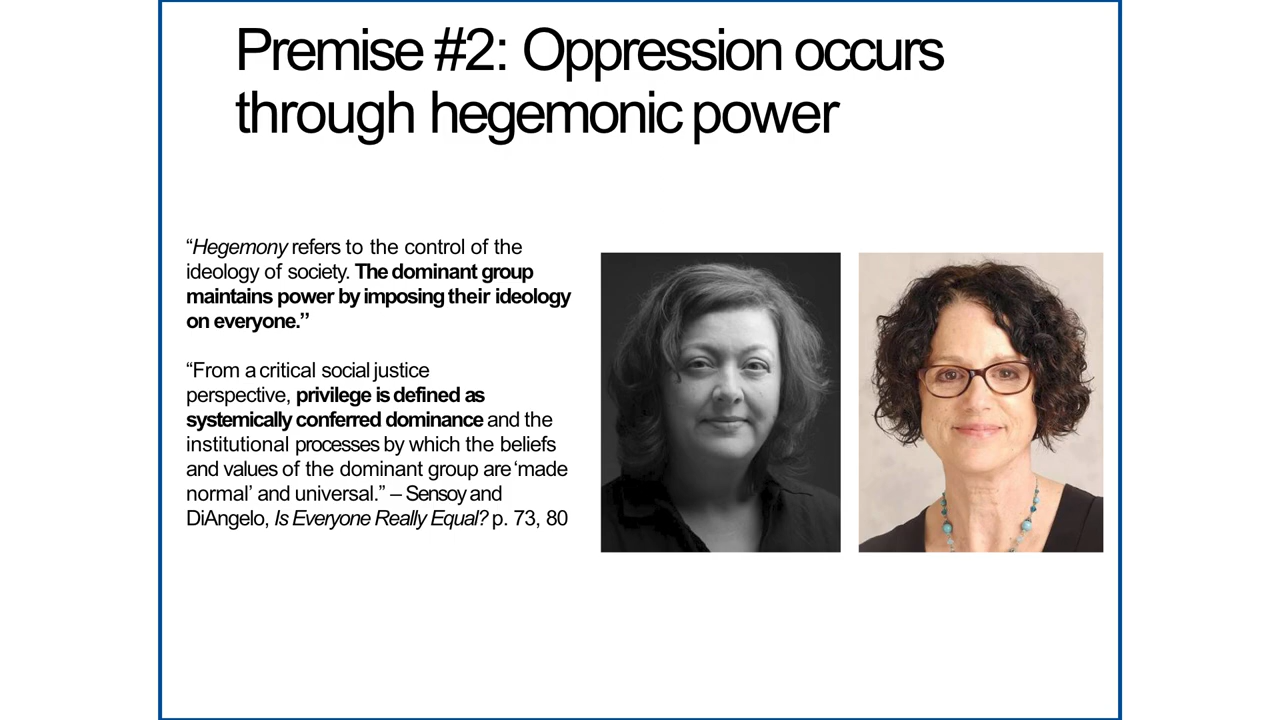 Premise #2: Oppression occurs
through hegemonic power
“Hegemony refers to the control of the
ideology of society. The dominant group
maintains power by imposing their ideology
on everyone.”
“From a critical social justice
perspective, privilege is defined as
systemically conferred dominance and the
institutional processes by which the beliefs
and values of the dominant group are ‘made
normal’ and universal.” – Sensoy and
DiAngelo, Is Everyone Really Equal? p. 73, 80